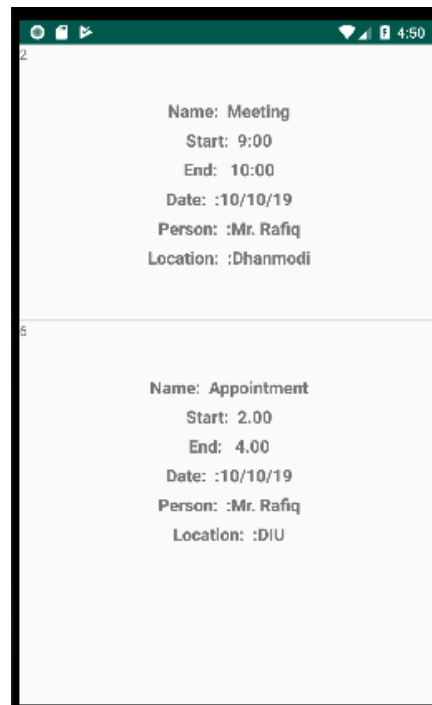 4:50
2
Name: Meeting
Start: 9:00
End: 10:00
Date: :10/10/19
Person: :Mr. Rafiq
Location: :Dhanmodi
6
Name: Appointment
Start: 2.00
End: 4.00
Date: :10/10/19
Person: :Mr. Rafiq
Location: :DIU